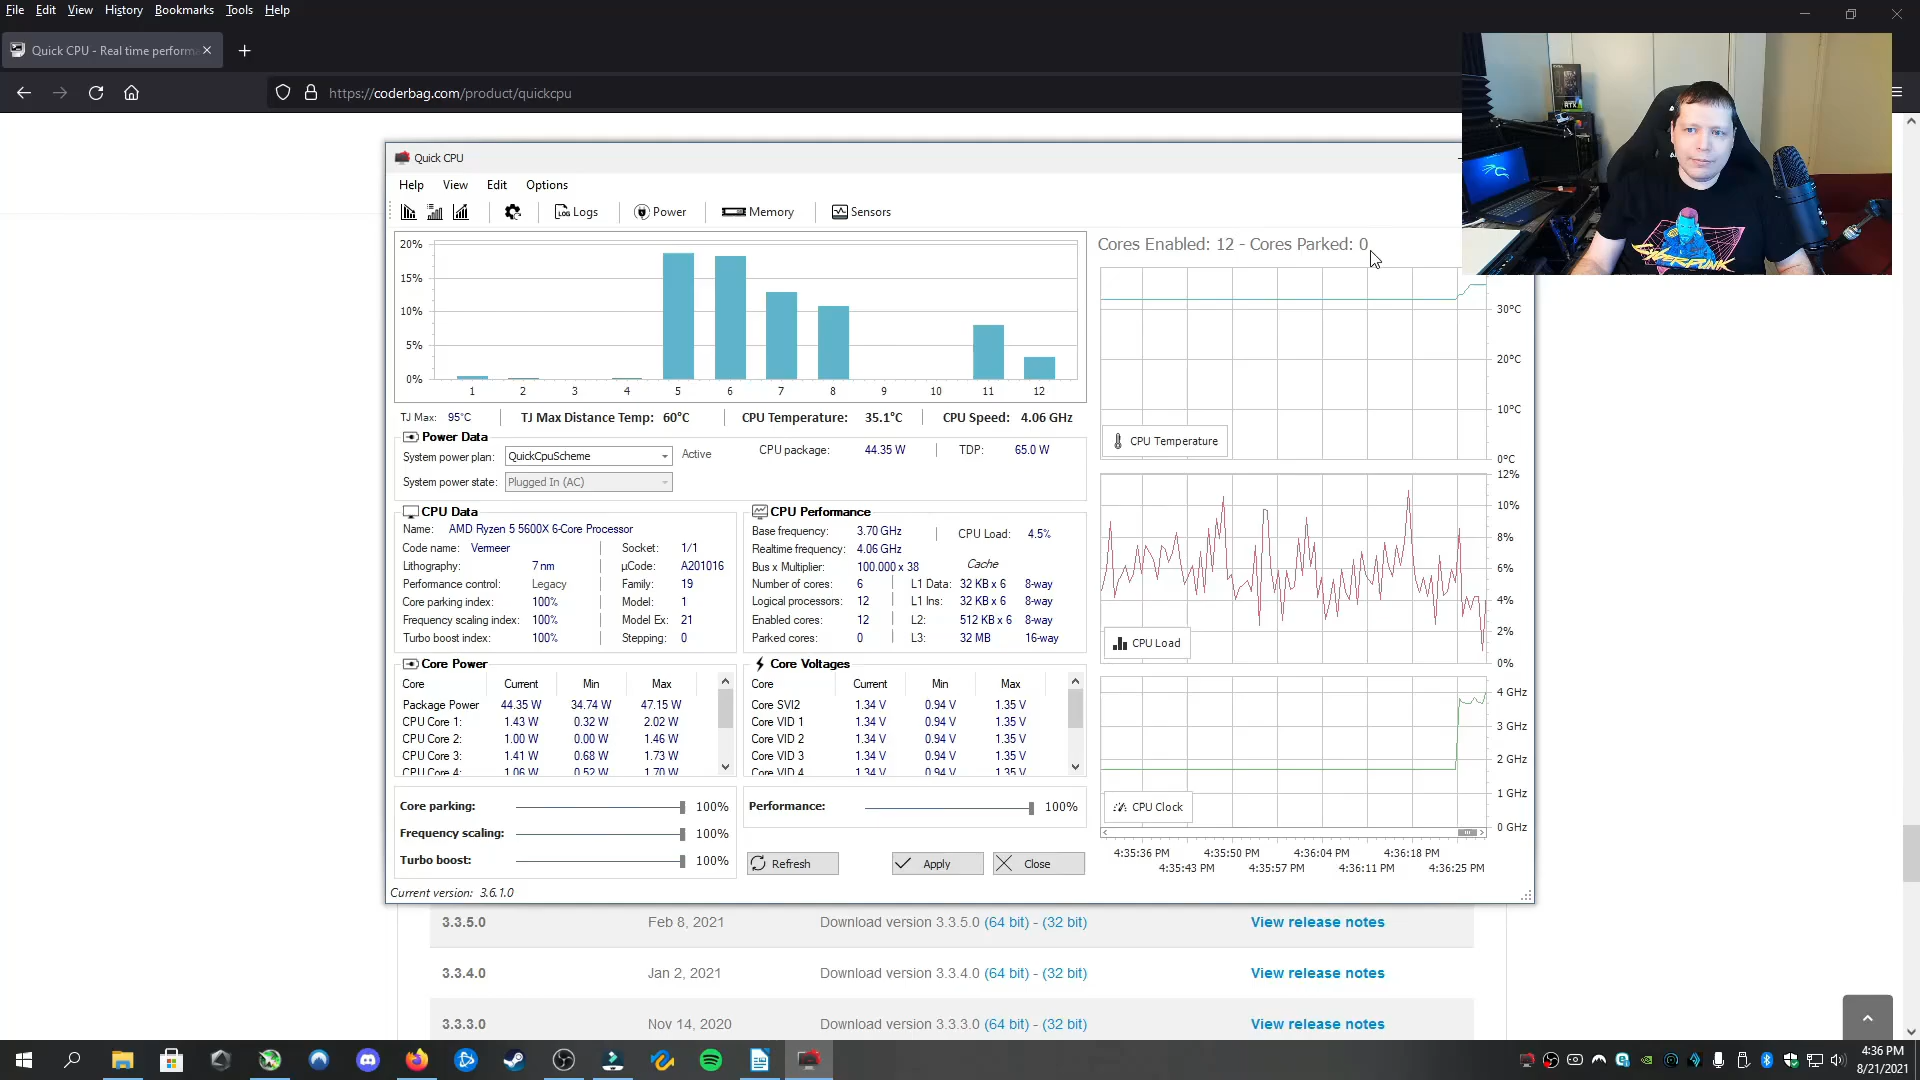 File Edit View History Bookmarks Tools Help
Quick CPU - Real time perform
https://coderbag.com/product/quickcpu
Quick CPU
Help View Edit Options
Logs Power Memory Sensors
20%
15%
10%
5%
0%
1 2 3 4 5 6 7 8 9 10 11 12
Cores Enabled: 12 - Cores Parked: 0
30°C
20°C
10°C
0°C
CPU Temperature
TJ Max: 95°C TJ Max Distance Temp: 60°C CPU Temperature: 35.1°C CPU Speed: 4.06 GHz
Power Data
System power plan: QuickCpuScheme Active CPU package: 44.35 W TDP: 65.0 W
System power state: Plugged In (AC)
CPU Data
Name: AMD Ryzen 5 5600X 6-Core Processor
Code name: Vermeer Socket: 1/1
Lithography: 7 nm µCode: A201016
Performance control: Legacy Family: 19
Core parking index: 100% Model: 1
Frequency scaling index: 100% Model Ex: 21
Turbo boost index: 100% Stepping: 0
CPU Performance
Base frequency: 3.70 GHz CPU Load: 4.5%
Realtime frequency: 4.06 GHz
Bus x Multiplier: 100.000 x 38 Cache
Number of cores: 6 L1 Data: 32 KB x 6 8-way
Logical processors: 12 L1 Ins: 32 KB x 6 8-way
Enabled cores: 12 L2: 512 KB x 6 8-way
Parked cores: 0 L3: 32 MB 16-way
12%
10%
8%
6%
4%
2%
0%
CPU Load
Core Power
Core Current Min Max
Package Power 44.35 W 34.74 W 47.15 W
CPU Core 1: 1.43 W 0.32 W 2.02 W
CPU Core 2: 1.00 W 0.00 W 1.46 W
CPU Core 3: 1.41 W 0.68 W 1.73 W
CPU Core 4: 1.06 W 0.52 W 1.70 W
Core Voltages
Core Current Min Max
Core SVI2 1.34 V 0.94 V 1.35 V
Core VID 1 1.34 V 0.94 V 1.35 V
Core VID 2 1.34 V 0.94 V 1.35 V
Core VID 3 1.34 V 0.94 V 1.35 V
Core VID 4 1.34 V 0.94 V 1.35 V
4 GHz
3 GHz
2 GHz
1 GHz
0 GHz
CPU Clock
4:35:36 PM 4:35:50 PM 4:36:04 PM 4:36:18 PM
4:35:43 PM 4:35:57 PM 4:36:11 PM 4:36:25 PM
Core parking: 100%
Frequency scaling: 100%
Turbo boost: 100%
Performance: 100%
Refresh Apply Close
Current version: 3.6.1.0
3.3.5.0 Feb 8, 2021 Download version 3.3.5.0 (64 bit) - (32 bit) View release notes
3.3.4.0 Jan 2, 2021 Download version 3.3.4.0 (64 bit) - (32 bit) View release notes
3.3.3.0 Nov 14, 2020 Download version 3.3.3.0 (64 bit) - (32 bit) View release notes
RTX
CYBERPUNK
4:36 PM
8/21/2021